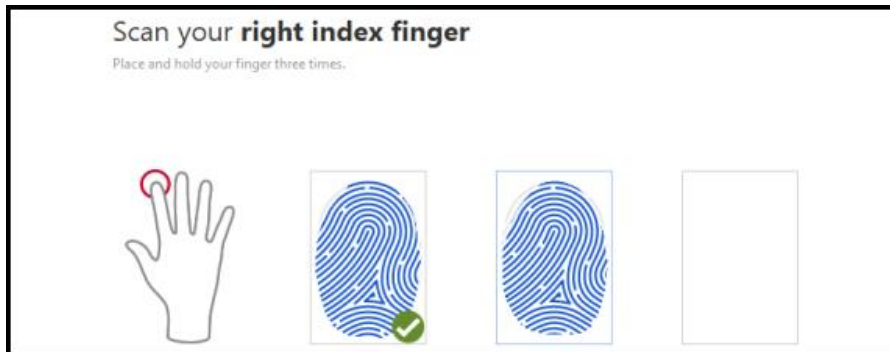 Scan your right index finger
Place and hold your finger three times.